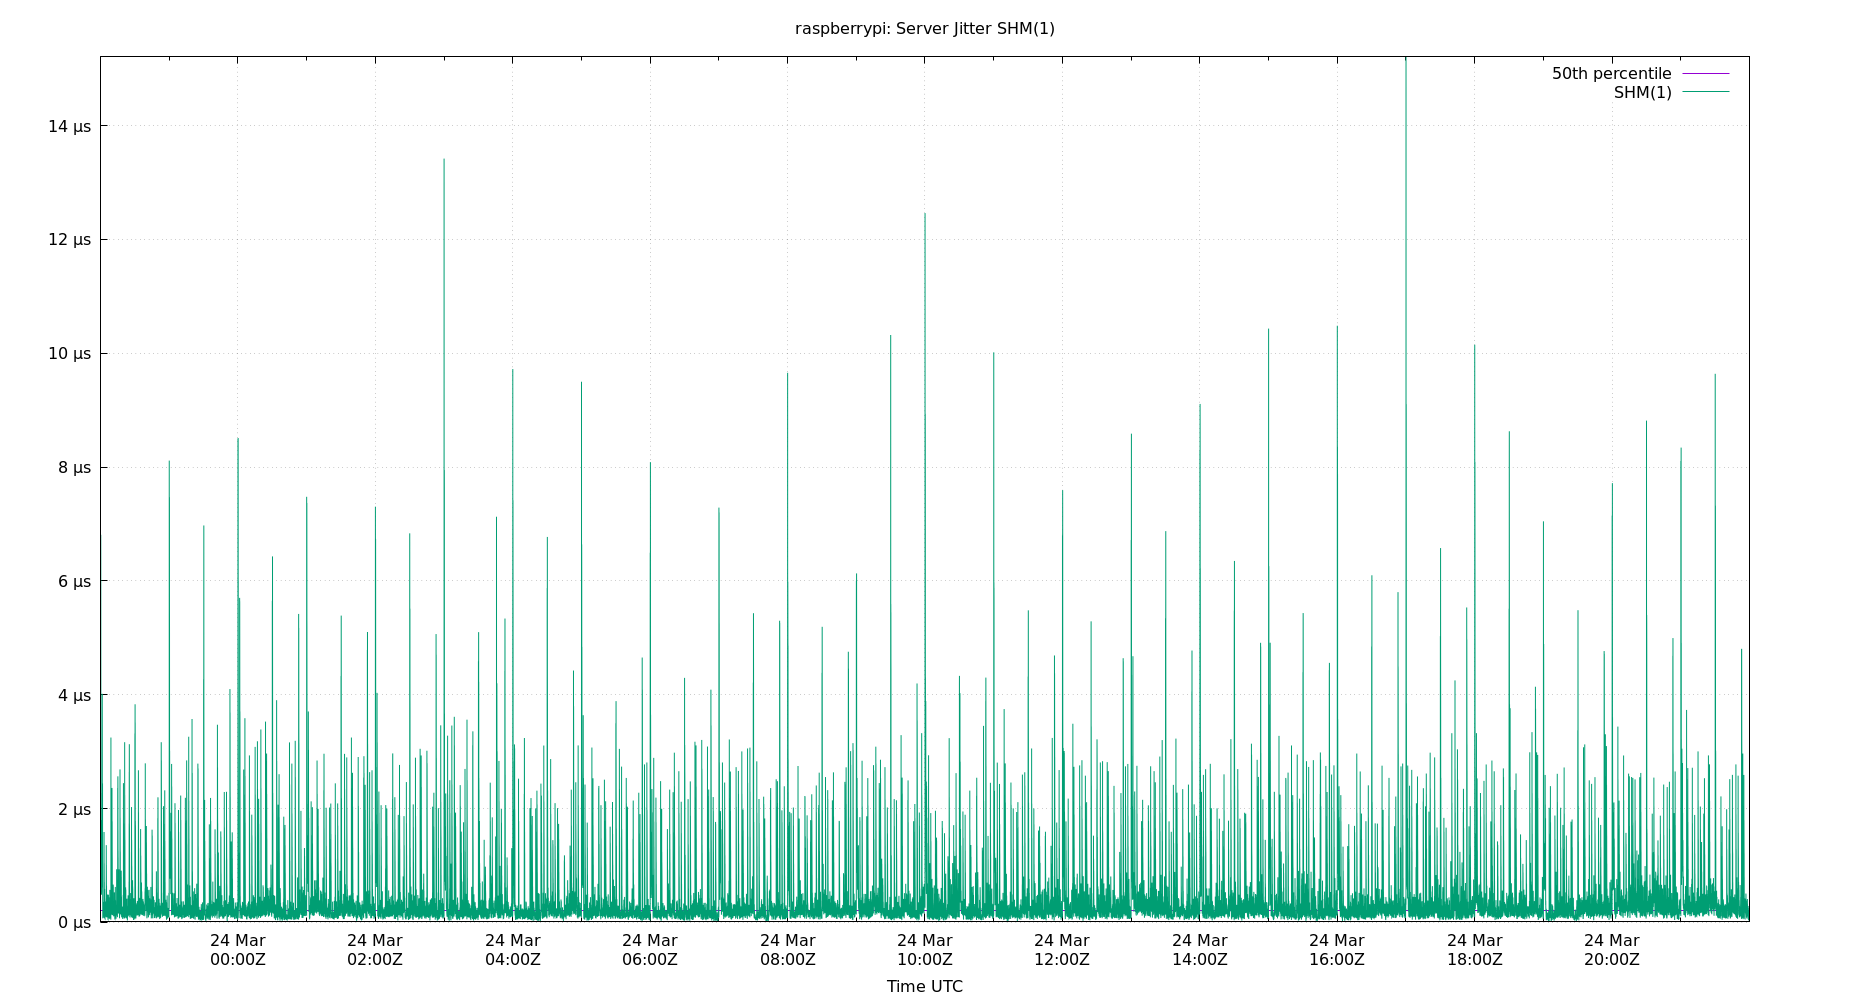 raspberrypi: Server Jitter SHM(1)
50th percentile
SHM(1)
14 µs
12 µs
10 µs
8 µs
6 µs
4 µs
2 µs
0 µs
24 Mar 24 Mar 24 Mar 24 Mar 24 Mar 24 Mar 24 Mar 24 Mar 24 Mar 24 Mar 24 Mar
00:00Z 02:00Z 04:00Z 06:00Z 08:00Z 10:00Z 12:00Z 14:00Z 16:00Z 18:00Z 20:00Z
Time UTC